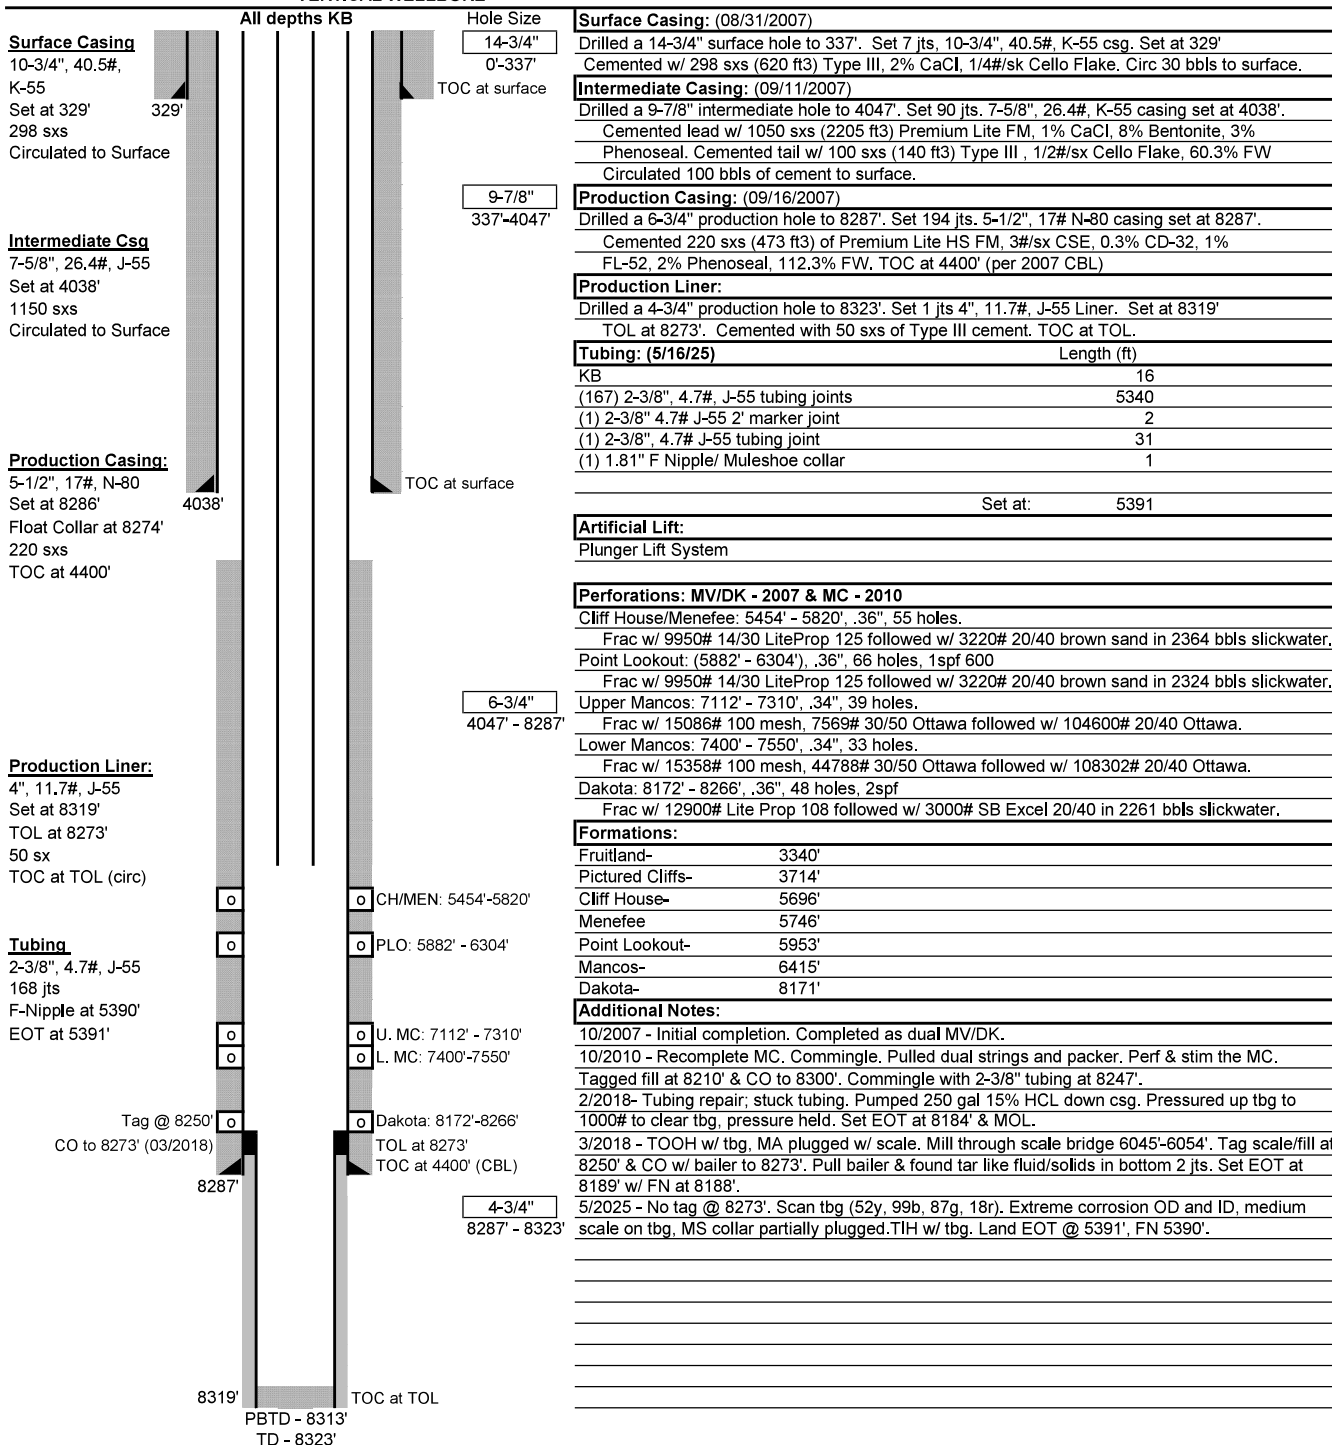 All depths KB
Hole Size
Surface Casing
10-3/4", 40.5#,
K-55
Set at 329'
298 sxs
Circulated to Surface
329'
TOC at surface
14-3/4"
0'-337'
Intermediate Csg
7-5/8", 26.4#, J-55
Set at 4038'
1150 sxs
Circulated to Surface
9-7/8"
337'-4047'
Production Casing:
5-1/2", 17#, N-80
Set at 8286'
Float Collar at 8274'
220 sxs
TOC at 4400'
4038'
TOC at surface
6-3/4"
4047' - 8287'
Production Liner:
4", 11.7#, J-55
Set at 8319'
TOL at 8273'
50 sx
TOC at TOL (circ)
o
o
CH/MEN: 5454'-5820'
Tubing
2-3/8", 4.7#, J-55
168 jts
F-Nipple at 5390'
EOT at 5391'
o
o
PLO: 5882' - 6304'
o
o
U. MC: 7112' - 7310'
o
o
L. MC: 7400'-7550'
Tag @ 8250'
o
o
Dakota: 8172'-8266'
CO to 8273' (03/2018)
TOL at 8273'
TOC at 4400' (CBL)
8287'
4-3/4"
8287' - 8323'
8319'
TOC at TOL
PBTD - 8313'
TD - 8323'
Surface Casing: (08/31/2007)
Drilled a 14-3/4" surface hole to 337'. Set 7 jts, 10-3/4", 40.5#, K-55 csg. Set at 329'
Cemented w/ 298 sxs (620 ft3) Type III, 2% CaCl, 1/4#/sk Cello Flake. Circ 30 bbls to surface.
Intermediate Casing: (09/11/2007)
Drilled a 9-7/8" intermediate hole to 4047'. Set 90 jts. 7-5/8", 26.4#, K-55 casing set at 4038'.
Cemented lead w/ 1050 sxs (2205 ft3) Premium Lite FM, 1% CaCl, 8% Bentonite, 3%
Phenoseal. Cemented tail w/ 100 sxs (140 ft3) Type III , 1/2#/sx Cello Flake, 60.3% FW
Circulated 100 bbls of cement to surface.
Production Casing: (09/16/2007)
Drilled a 6-3/4" production hole to 8287'. Set 194 jts. 5-1/2", 17# N-80 casing set at 8287'.
Cemented 220 sxs (473 ft3) of Premium Lite HS FM, 3#/sx CSE, 0.3% CD-32, 1%
FL-52, 2% Phenoseal, 112.3% FW. TOC at 4400' (per 2007 CBL)
Production Liner:
Drilled a 4-3/4" production hole to 8323'. Set 1 jts 4", 11.7#, J-55 Liner. Set at 8319'
TOL at 8273'. Cemented with 50 sxs of Type III cement. TOC at TOL.
Tubing: (5/16/25) Length (ft)
KB 16
(167) 2-3/8", 4.7#, J-55 tubing joints 5340
(1) 2-3/8" 4.7# J-55 2' marker joint 2
(1) 2-3/8", 4.7# J-55 tubing joint 31
(1) 1.81" F Nipple/ Muleshoe collar 1
Set at: 5391
Artificial Lift:
Plunger Lift System
Perforations: MV/DK - 2007 & MC - 2010
Cliff House/Menefee: 5454' - 5820', .36", 55 holes.
Frac w/ 9950# 14/30 LiteProp 125 followed w/ 3220# 20/40 brown sand in 2364 bbls slickwater.
Point Lookout: (5882' - 6304'), .36", 66 holes, 1spf 600
Frac w/ 9950# 14/30 LiteProp 125 followed w/ 3220# 20/40 brown sand in 2324 bbls slickwater.
Upper Mancos: 7112' - 7310', .34", 39 holes.
Frac w/ 15086# 100 mesh, 7569# 30/50 Ottawa followed w/ 104600# 20/40 Ottawa.
Lower Mancos: 7400' - 7550', .34", 33 holes.
Frac w/ 15358# 100 mesh, 44788# 30/50 Ottawa followed w/ 108302# 20/40 Ottawa.
Dakota: 8172' - 8266', .36", 48 holes, 2spf
Frac w/ 12900# Lite Prop 108 followed w/ 3000# SB Excel 20/40 in 2261 bbls slickwater.
Formations:
Fruitland- 3340'
Pictured Cliffs- 3714'
Cliff House- 5696'
Menefee 5746'
Point Lookout- 5953'
Mancos- 6415'
Dakota- 8171'
Additional Notes:
10/2007 - Initial completion. Completed as dual MV/DK.
10/2010 - Recomplete MC. Commingle. Pulled dual strings and packer. Perf & stim the MC.
Tagged fill at 8210' & CO to 8300'. Commingle with 2-3/8" tubing at 8247'.
2/2018- Tubing repair; stuck tubing. Pumped 250 gal 15% HCL down csg. Pressured up tbg to
1000# to clear tbg, pressure held. Set EOT at 8184' & MOL.
3/2018 - TOOH w/ tbg, MA plugged w/ scale. Mill through scale bridge 6045'-6054'. Tag scale/fill at
8250' & CO w/ bailer to 8273'. Pull bailer & found tar like fluid/solids in bottom 2 jts. Set EOT at
8189' w/ FN at 8188'.
5/2025 - No tag @ 8273'. Scan tbg (52y, 99b, 87g, 18r). Extreme corrosion OD and ID, medium
scale on tbg, MS collar partially plugged.TIH w/ tbg. Land EOT @ 5391', FN 5390'.